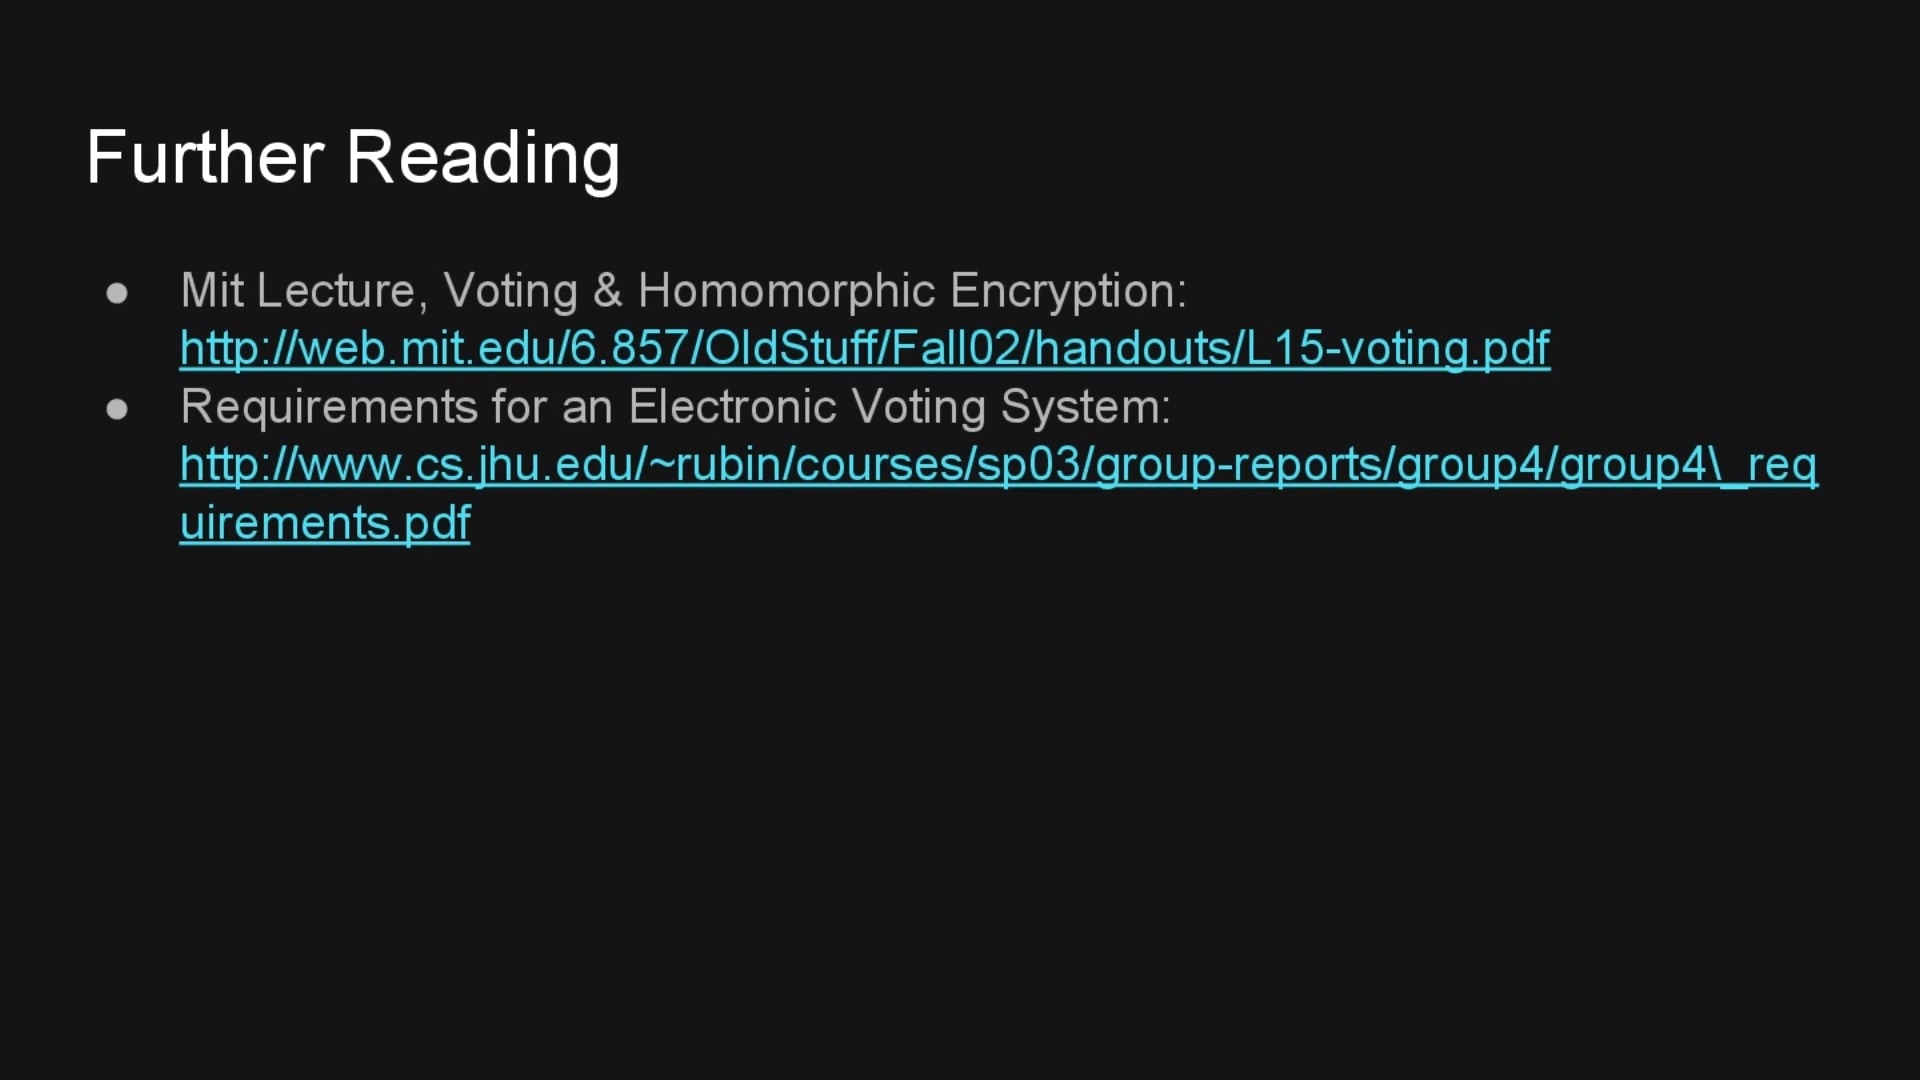 Further Reading
● Mit Lecture, Voting & Homomorphic Encryption:
http://web.mit.edu/6.857/OldStuff/Fall02/handouts/L15-voting.pdf
● Requirements for an Electronic Voting System:
http://www.cs.jhu.edu/~rubin/courses/sp03/group-reports/group4/group4\_req
uirements.pdf